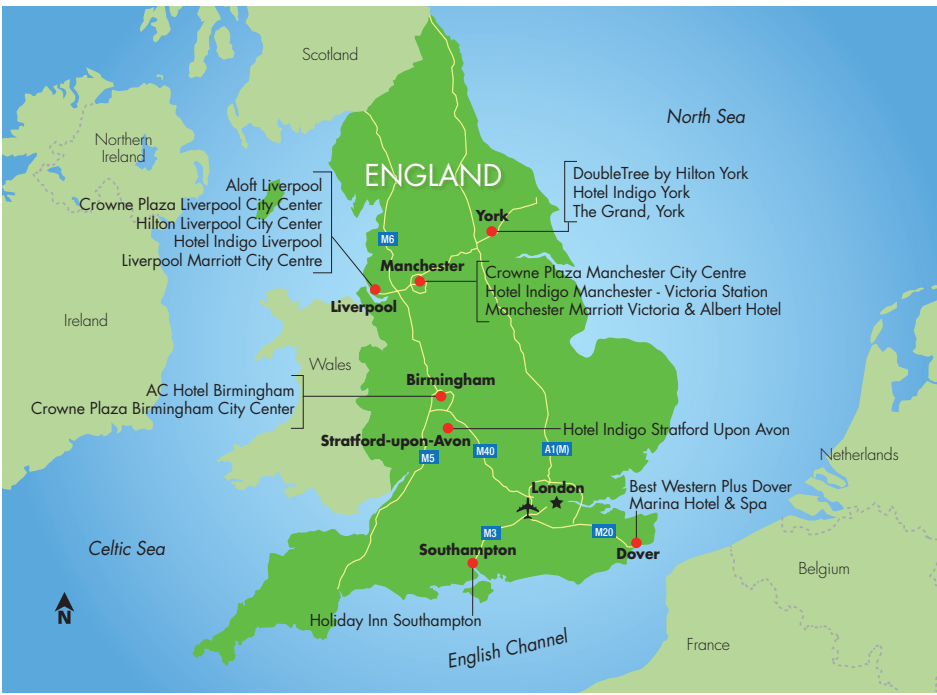 Scotland
North Sea
Northern
Ireland
ENGLAND
DoubleTree by Hilton York
Hotel Indigo York
The Grand, York
Aloft Liverpool
Crowne Plaza Liverpool City Center
Hilton Liverpool City Center
Hotel Indigo Liverpool
Liverpool Marriott City Centre
York
M6
Manchester
Crowne Plaza Manchester City Centre
Hotel Indigo Manchester - Victoria Station
Manchester Marriott Victoria & Albert Hotel
Liverpool
Ireland
Wales
Birmingham
AC Hotel Birmingham
Crowne Plaza Birmingham City Center
Hotel Indigo Stratford Upon Avon
Stratford-upon-Avon
M5
M40
A1(M)
Netherlands
London
Best Western Plus Dover
Marina Hotel & Spa
M3
M20
Celtic Sea
Southampton
Dover
Belgium
N
Holiday Inn Southampton
English Channel
France